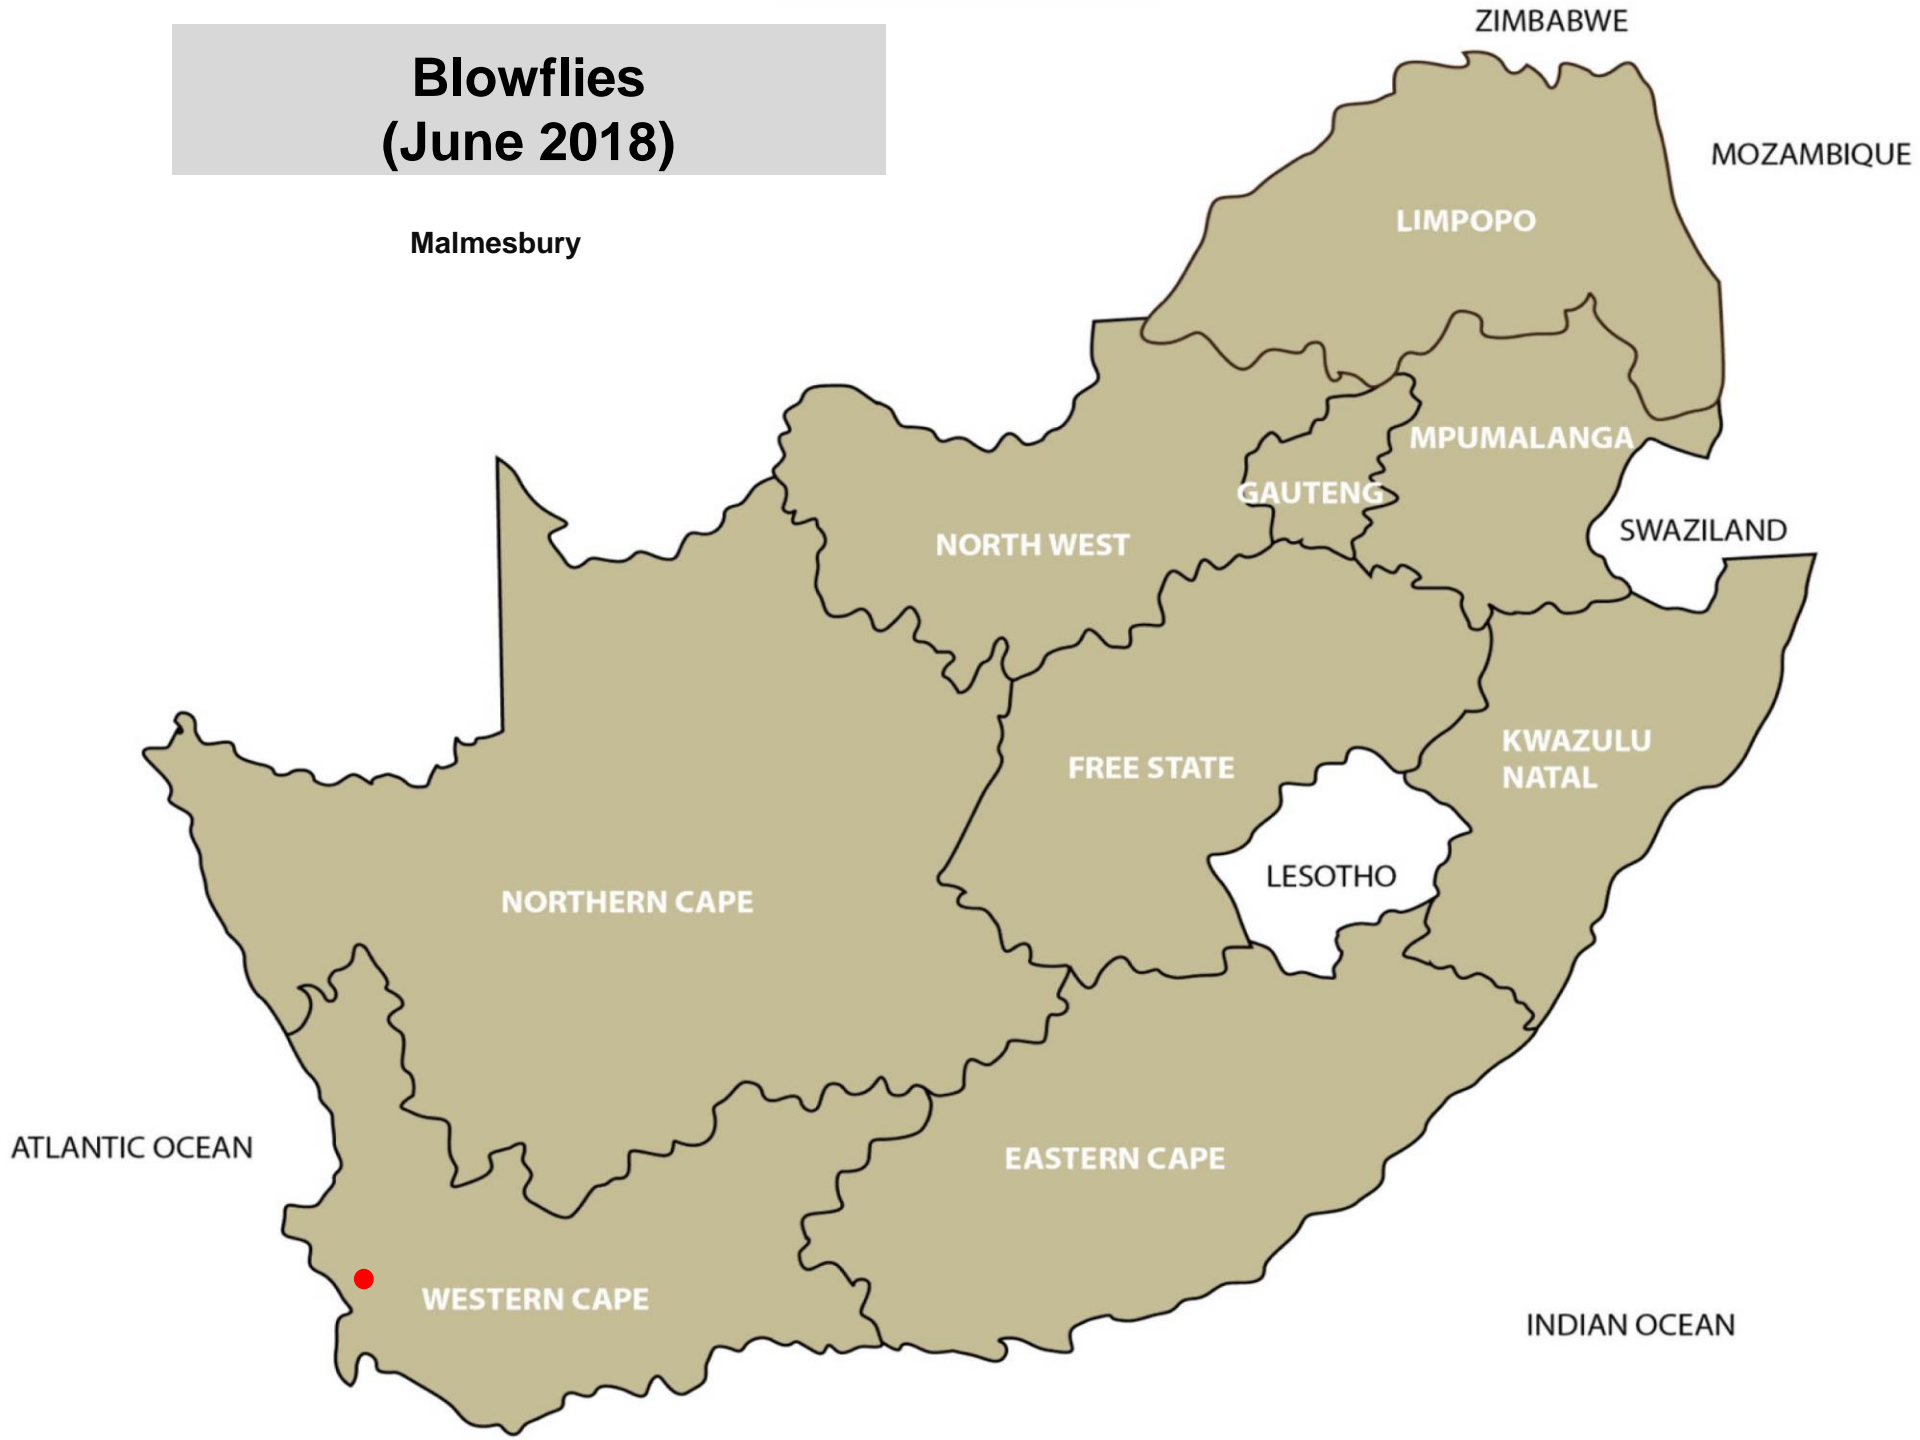 Blowflies
(June 2018)
Malmesbury
ZIMBABWE
MOZAMBIQUE
LIMPOPO
MPUMALANGA
GAUTENG
SWAZILAND
NORTH WEST
KWAZULU
NATAL
FREE STATE
LESOTHO
NORTHERN CAPE
ATLANTIC OCEAN
EASTERN CAPE
WESTERN CAPE
INDIAN OCEAN